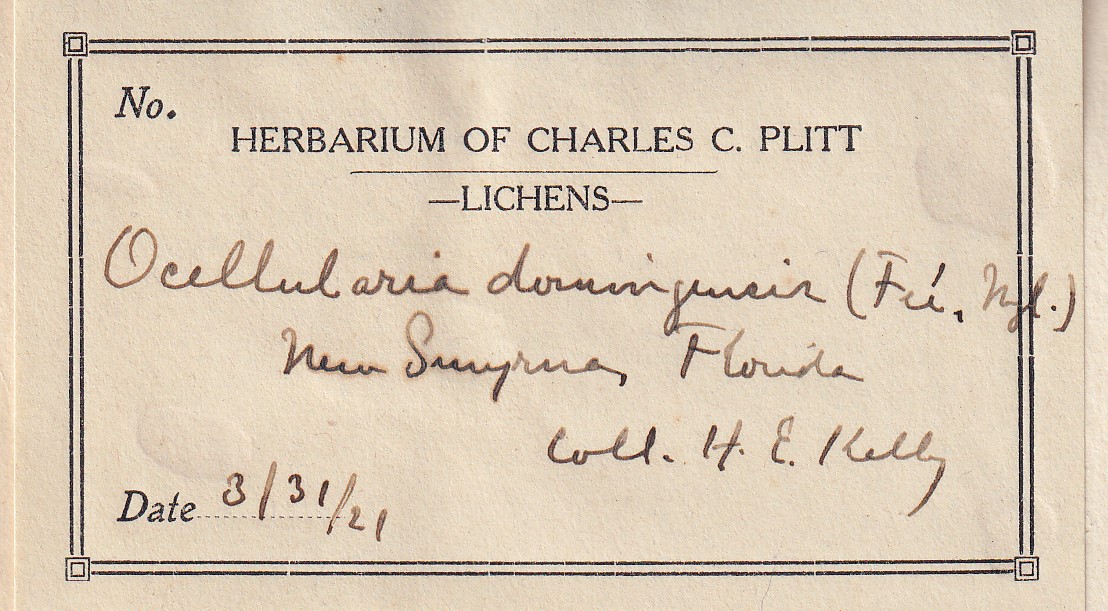 No.
HERBARIUM OF CHARLES C. PLITT
—LICHENS—
Ocellularia domingensis (Fée, Nyl.)
New Smyrna, Florida
Coll. H. E. Kelly
Date 3/31/21